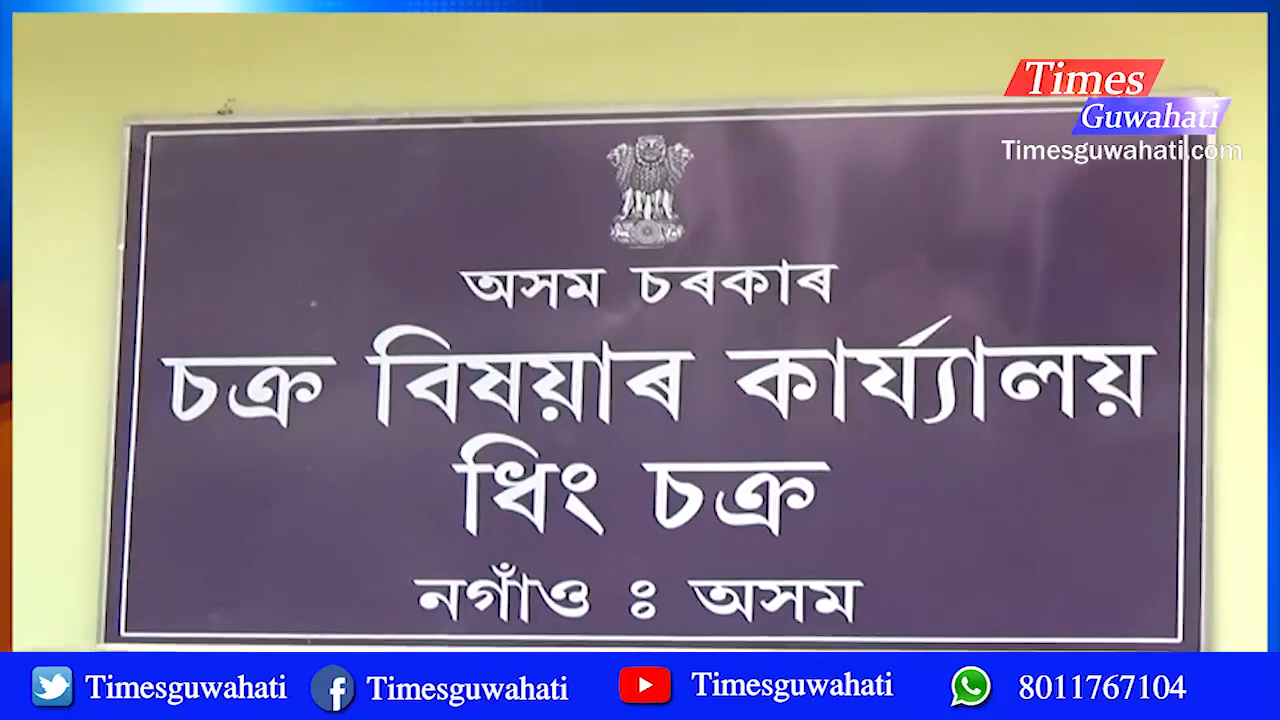 Times
Guwahati
Timesguwahati.com
অসম চৰকাৰ
চক্ৰ বিষয়াৰ কাৰ্য্যালয়
ধিং চক্ৰ
নগাঁও ঃ অসম
Timesguwahati Timesguwahati Timesguwahati 8011767104